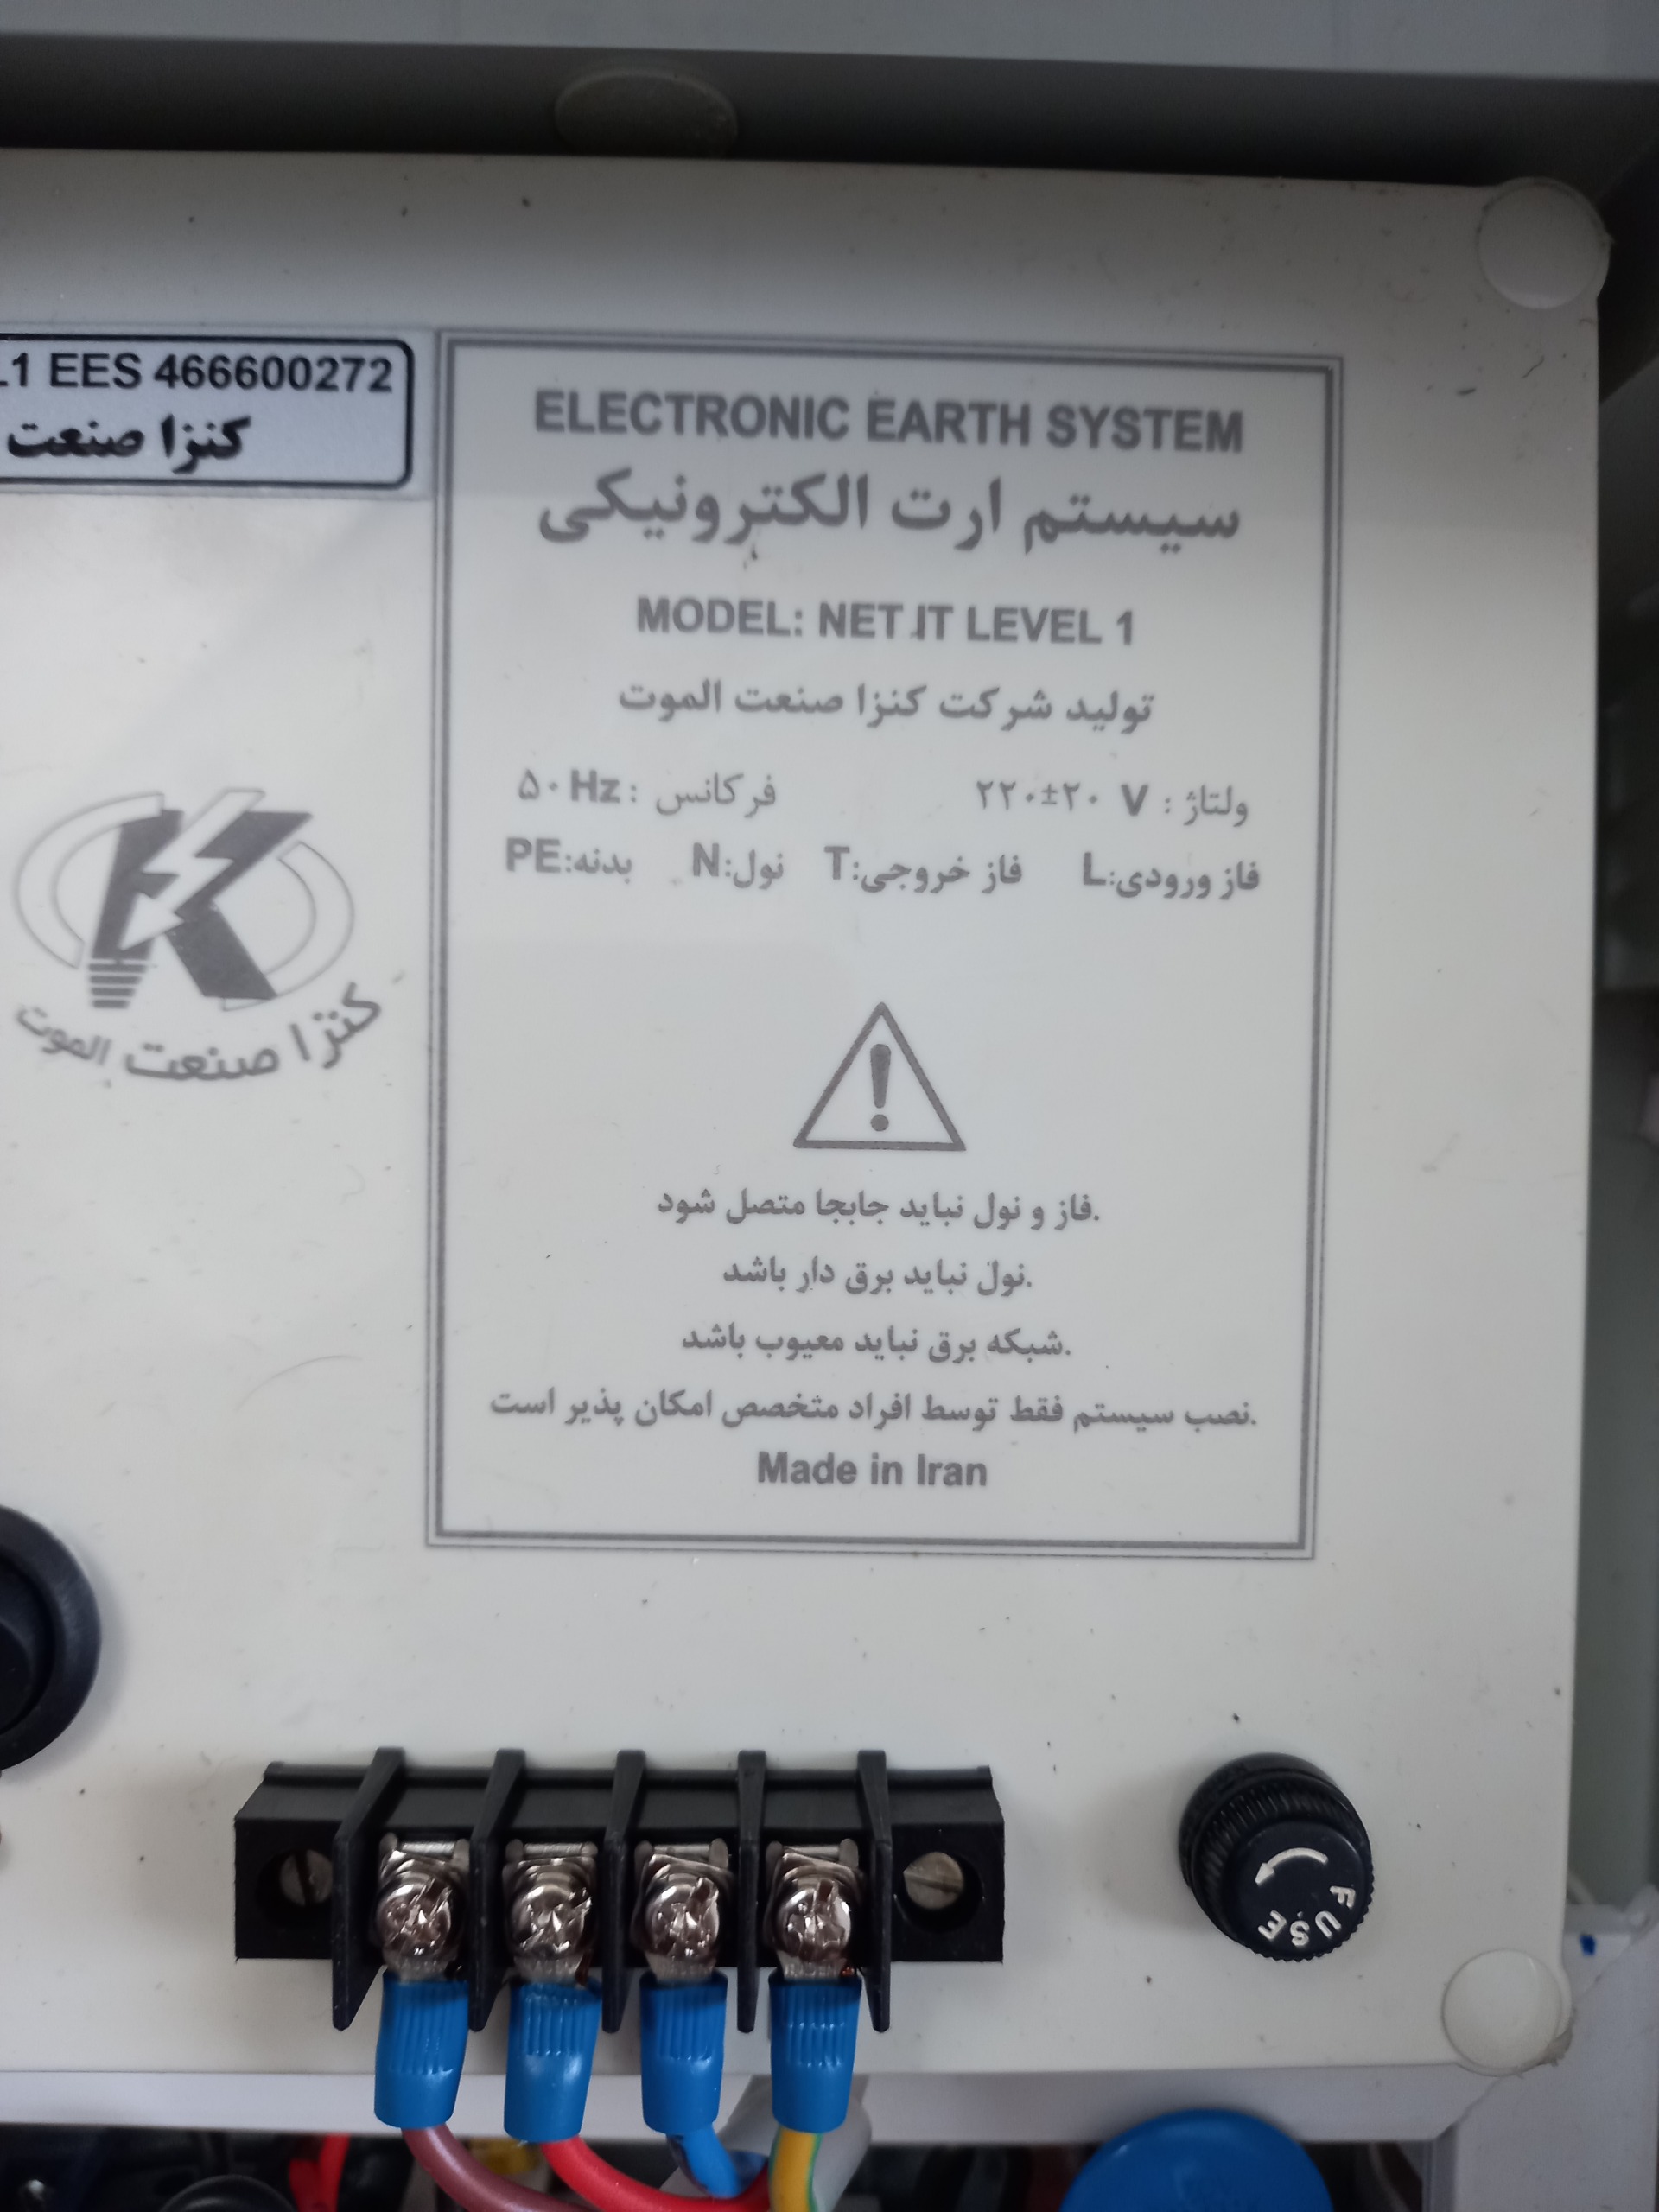 .1 EES 466600272
کنزا صنعت
ELECTRONIC EARTH SYSTEM
سیستم ارت الکترونیکی
MODEL: NET.IT LEVEL 1
تولید شرکت کنزا صنعت الموت
ولتاژ : ۲۲۰±۲۰ V فرکانس : ۵۰ Hz
فاز ورودی:L فاز خروجی:T نول:N بدنه:PE
کنزا صنعت الموت
فاز و نول نباید جابجا متصل شود.
نول نباید برق دار باشد.
شبکه برق نباید معیوب باشد.
نصب سیستم فقط توسط افراد متخصص امکان پذیر است.
Made in Iran
FUSE